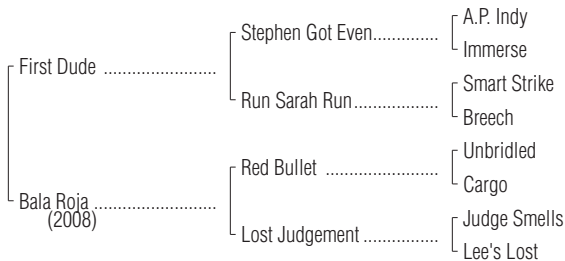 A.P. Indy
Stephen Got Even...............
Immerse
First Dude ..........................
Smart Strike
Run Sarah Run...................
Breech
Unbridled
Red Bullet .........................
Cargo
Bala Roja ............................
(2008)
Judge Smells
Lost Judgement .................
Lee's Lost